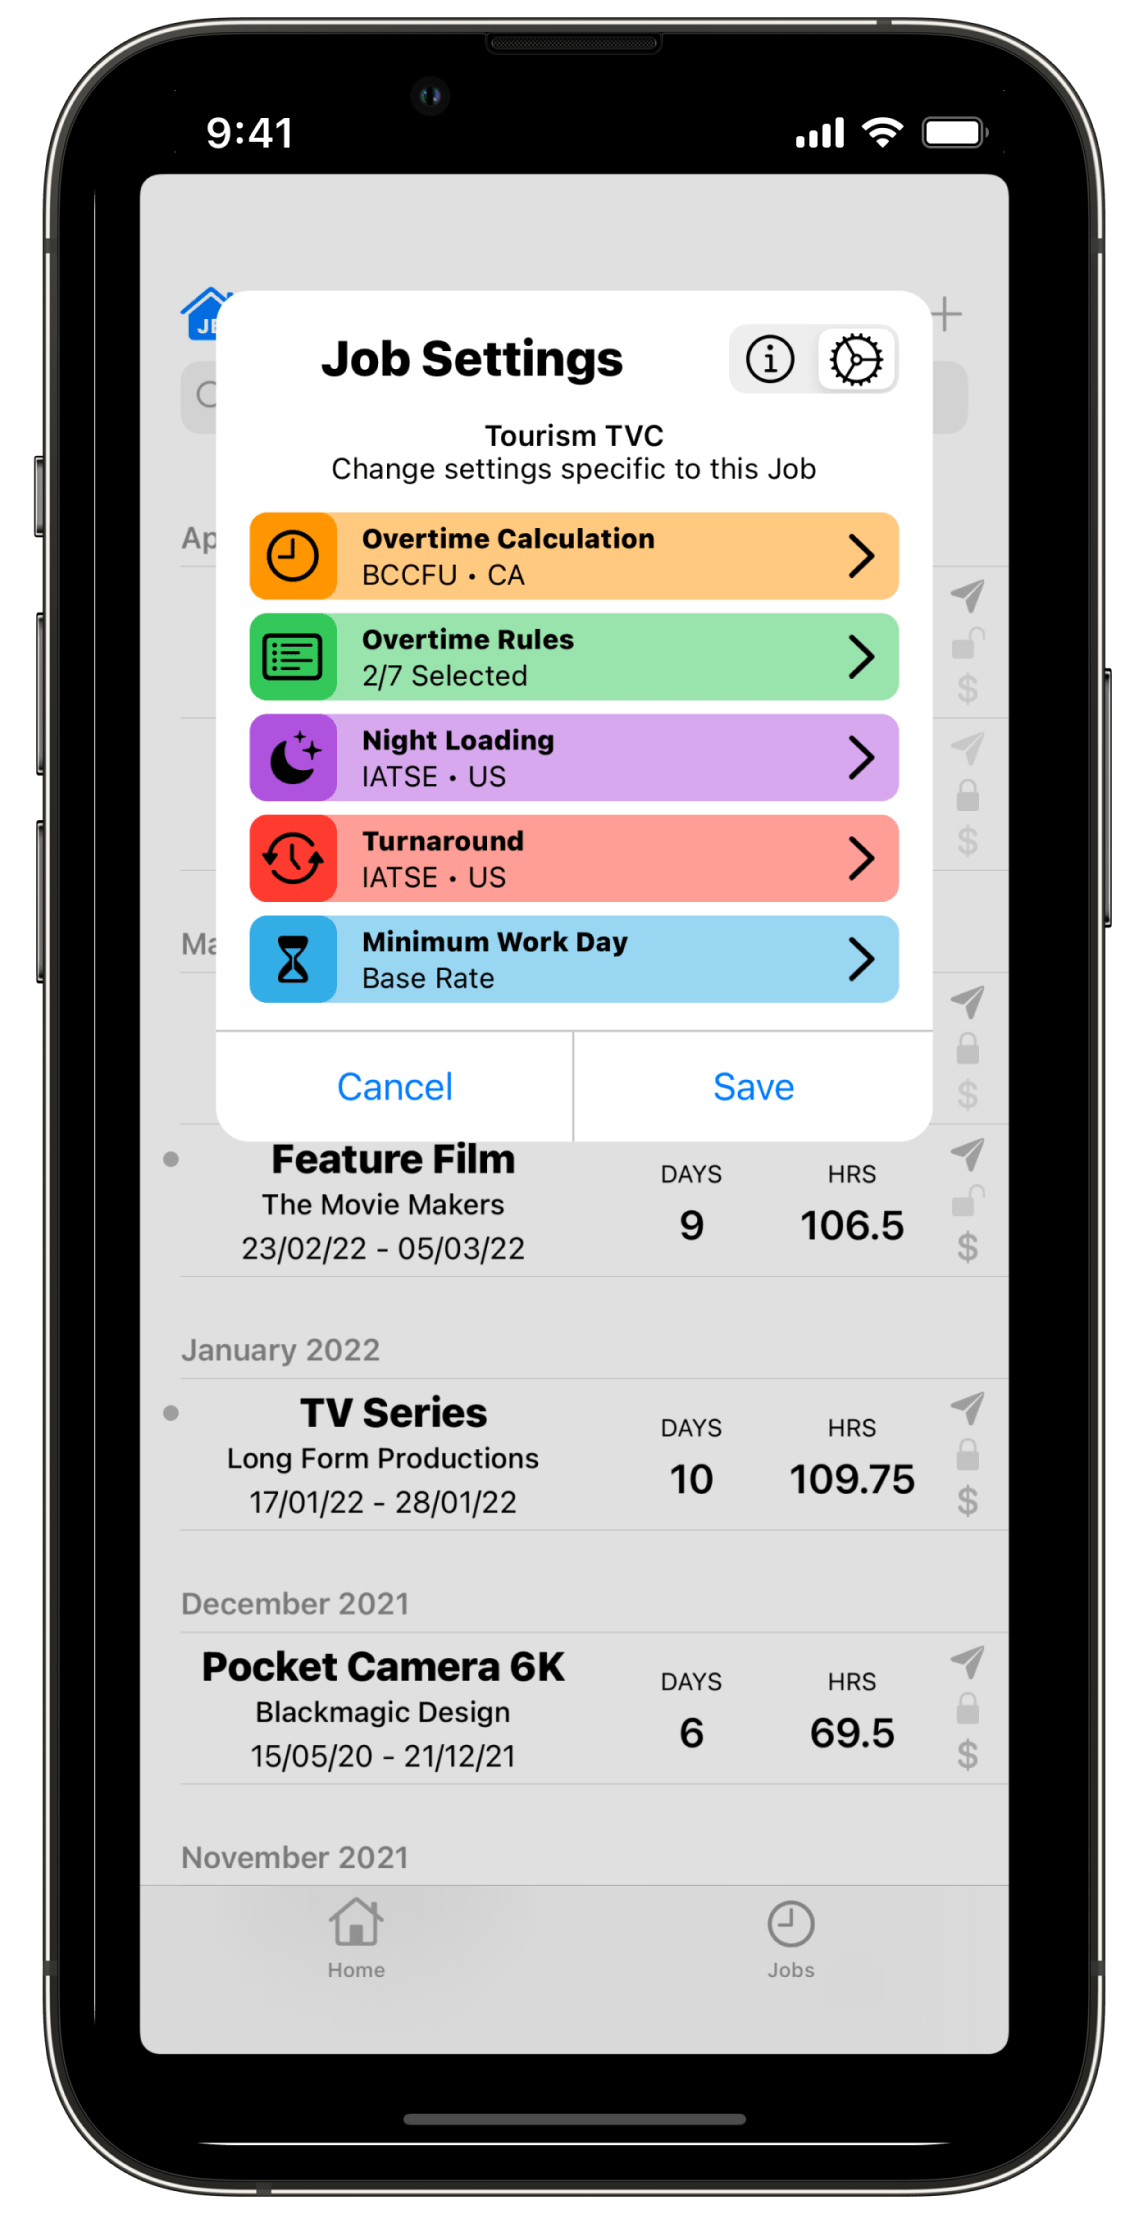 9:41
Job Settings
Tourism TVC
Change settings specific to this Job
Overtime Calculation
BCCFU • CA
Overtime Rules
2/7 Selected
Night Loading
IATSE • US
Turnaround
IATSE • US
Minimum Work Day
Base Rate
Cancel Save
Feature Film
The Movie Makers
23/02/22 - 05/03/22
DAYS HRS
9 106.5
$
January 2022
TV Series
Long Form Productions
17/01/22 - 28/01/22
DAYS HRS
10 109.75
$
December 2021
Pocket Camera 6K
Blackmagic Design
15/05/20 - 21/12/21
DAYS HRS
6 69.5
$
November 2021
Home Jobs